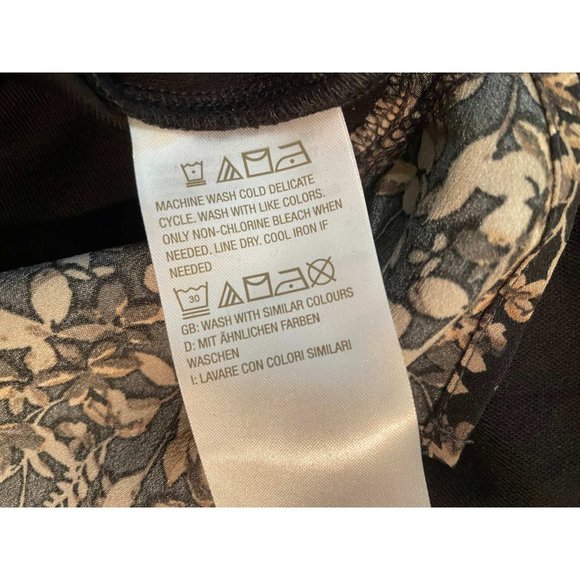 MACHINE WASH COLD DELICATE
CYCLE. WASH WITH LIKE COLORS.
ONLY NON-CHLORINE BLEACH WHEN
NEEDED. LINE DRY. COOL IRON IF
NEEDED
30
GB: WASH WITH SIMILAR COLOURS
D: MIT ÄHNLICHEN FARBEN
WASCHEN
I: LAVARE CON COLORI SIMILARI